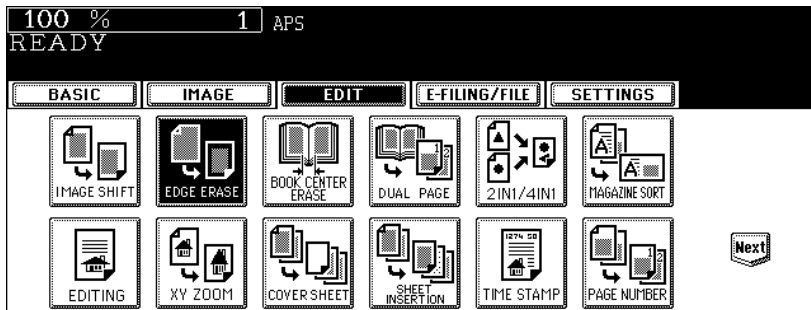 100 % 1 APS
READY
BASIC IMAGE EDIT E-FILING/FILE SETTINGS
IMAGE SHIFT
EDGE ERASE
BOOK CENTER
ERASE
DUAL PAGE
2IN1/4IN1
MAGAZINE SORT
EDITING
XY ZOOM
COVER SHEET
SHEET
INSERTION
TIME STAMP
PAGE NUMBER
Next